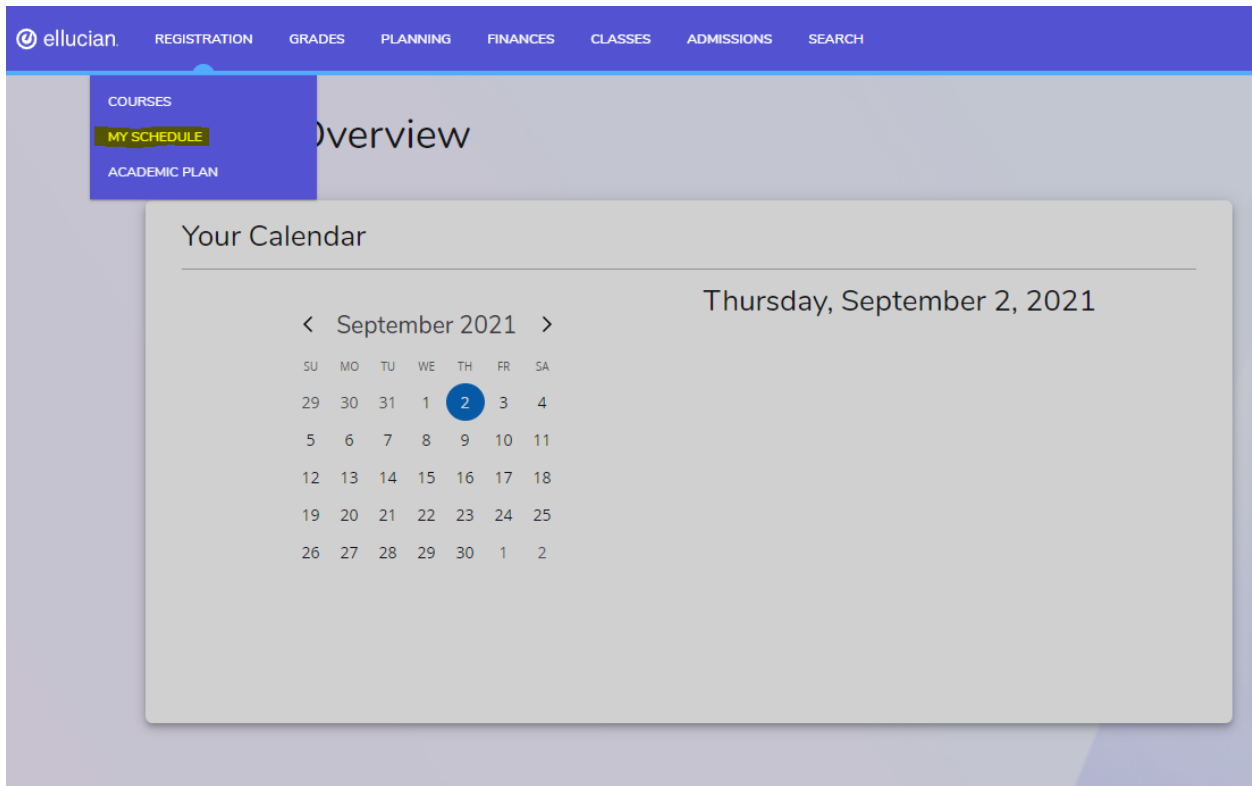 ellucian. REGISTRATION GRADES PLANNING FINANCES CLASSES ADMISSIONS SEARCH
COURSES
MY SCHEDULE
ACADEMIC PLAN
Overview
Your Calendar
Thursday, September 2, 2021
September 2021
SU MO TU WE TH FR SA
29 30 31 1 2 3 4
5 6 7 8 9 10 11
12 13 14 15 16 17 18
19 20 21 22 23 24 25
26 27 28 29 30 1 2